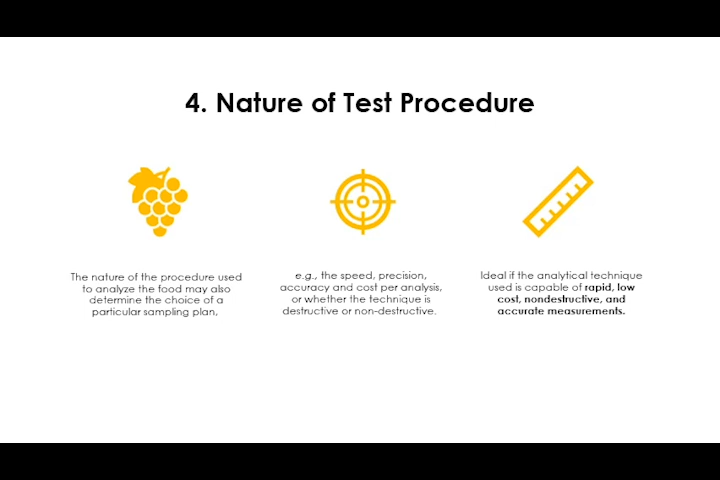 4. Nature of Test Procedure
The nature of the procedure used
to analyze the food may also
determine the choice of a
particular sampling plan.
e.g., the speed, precision,
accuracy and cost per analysis,
or whether the technique is
destructive or non-destructive.
Ideal if the analytical technique
used is capable of rapid, low
cost, nondestructive, and
accurate measurements.